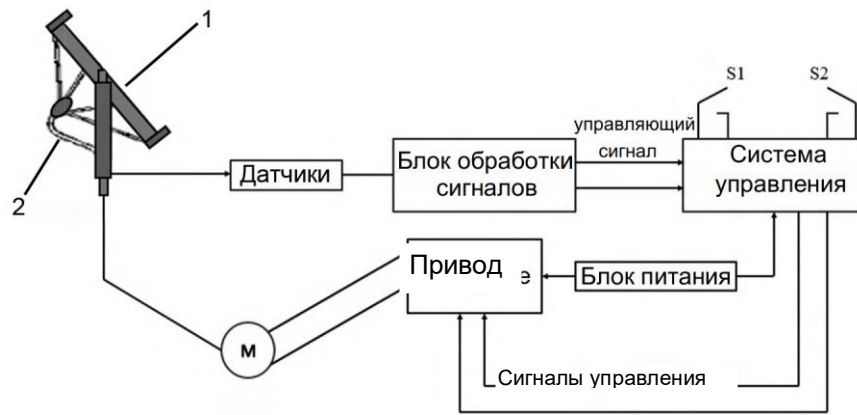 1
S1
S2
управляющий
сигнал
Блок обработки
сигналов
Система
управления
Датчики
2
Привод
е
Блок питания
м
Сигналы управления